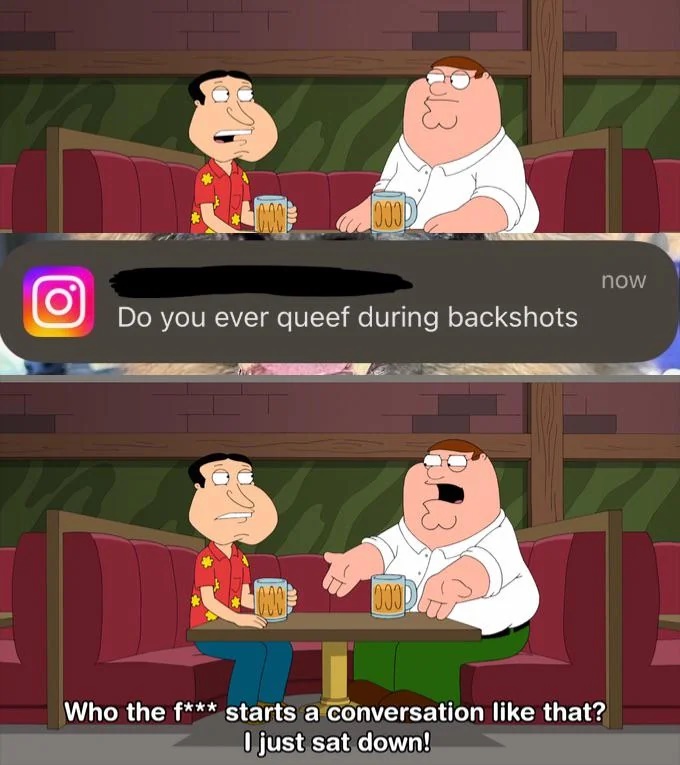 now
Do you ever queef during backshots
Who the f*** starts a conversation like that?
I just sat down!